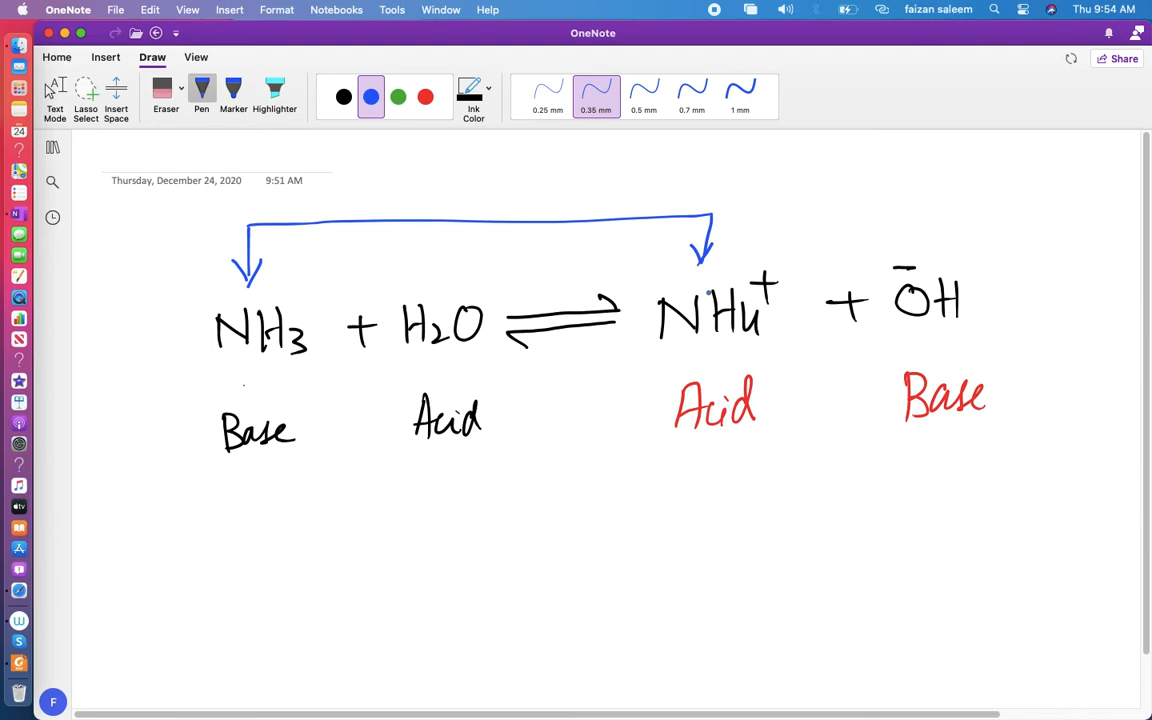 OneNote File Edit View Insert Format Notebooks Tools Window Help faizan saleem Thu 9:54 AM
OneNote
Home Insert Draw View Share
Text Mode Lasso Select Insert Space Eraser Pen Marker Highlighter Ink Color 0.25 mm 0.35 mm 0.5 mm 0.7 mm 1 mm
24
Thursday, December 24, 2020 9:51 AM
NH3 + H2O ⇌ NH4+ + ŌH
Base Acid Acid Base
F